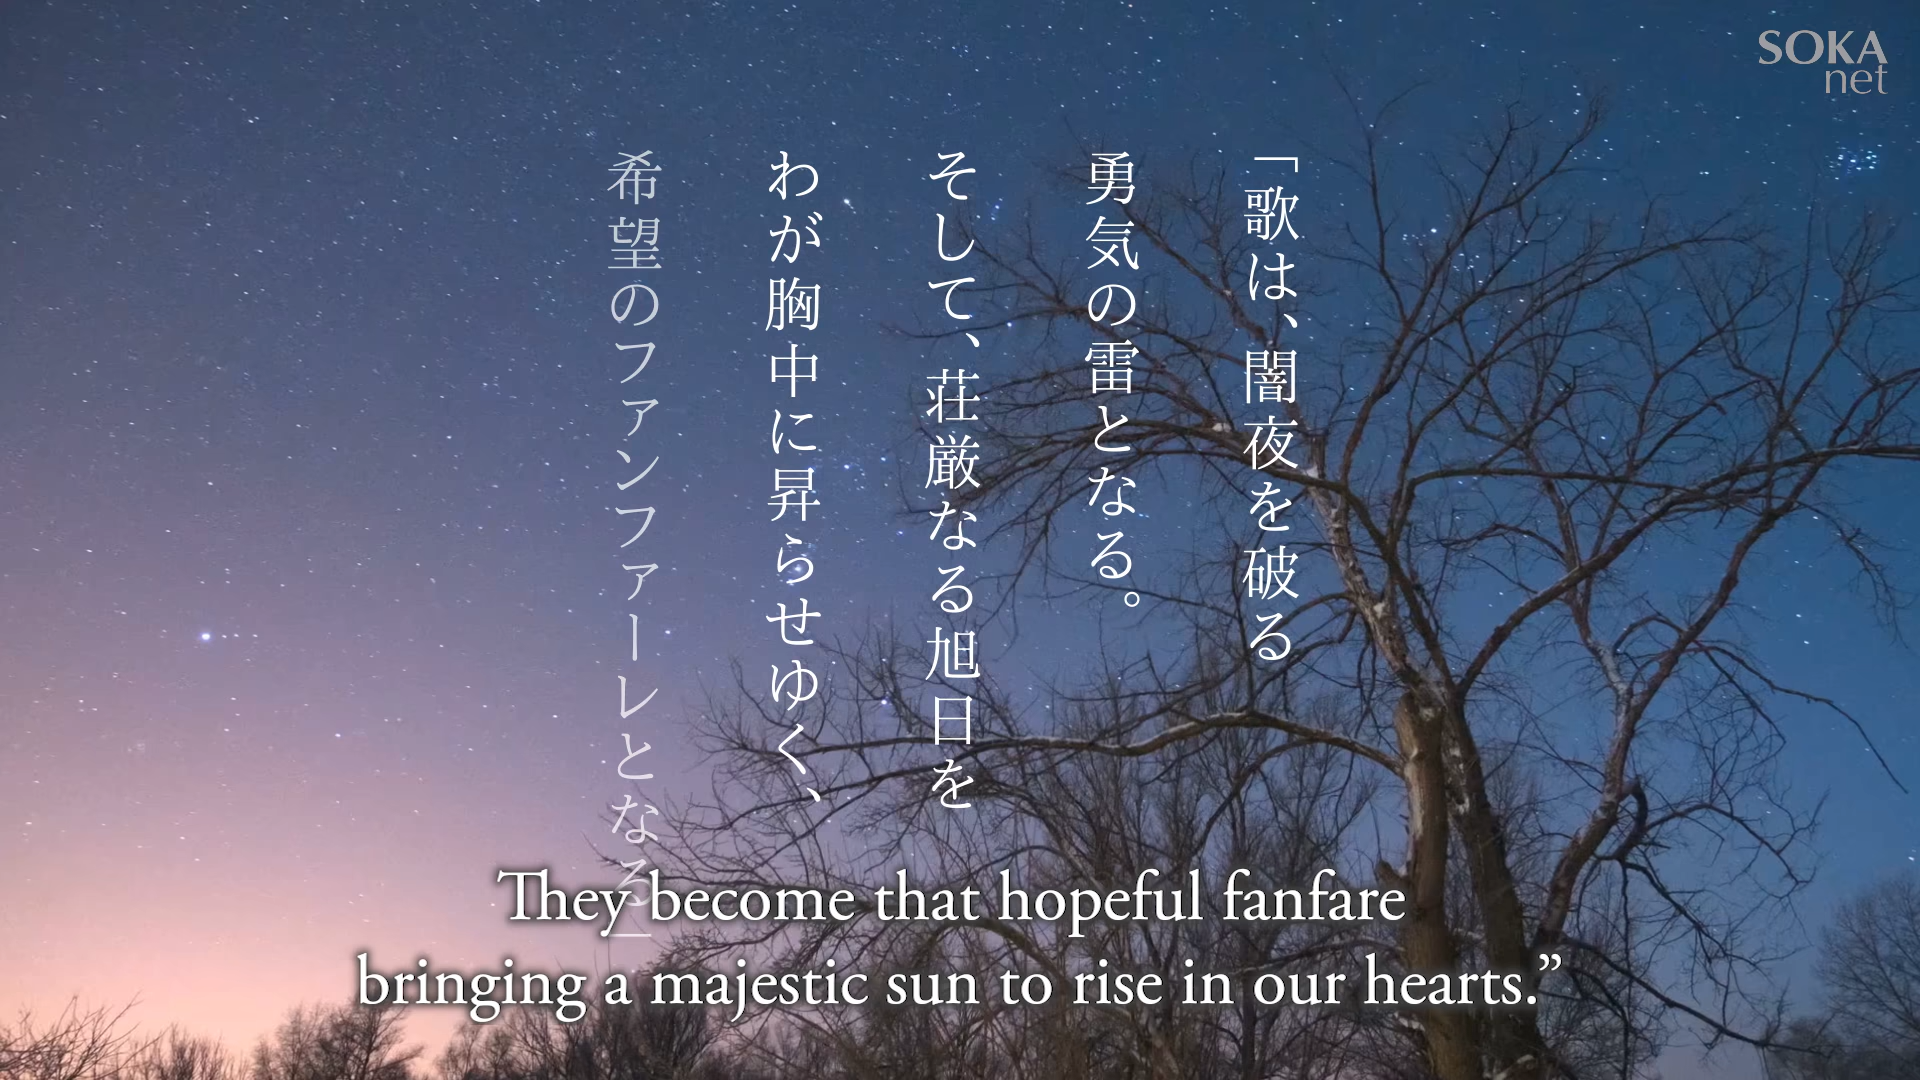 SOKA
net
「歌は、闇夜を破る
勇気の雷となる。
そして、荘厳なる旭日を
わが胸中に昇らせゆく、
希望のファンファーレとなる」
They become that hopeful fanfare
bringing a majestic sun to rise in our hearts.”